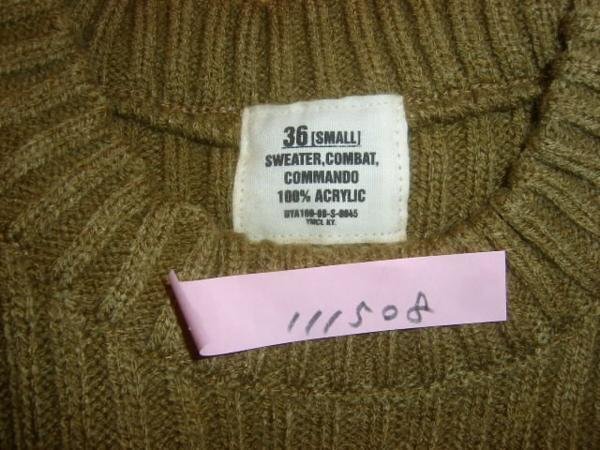 36 [SMALL]
SWEATER,COMBAT,
COMMANDO
100% ACRYLIC
111508